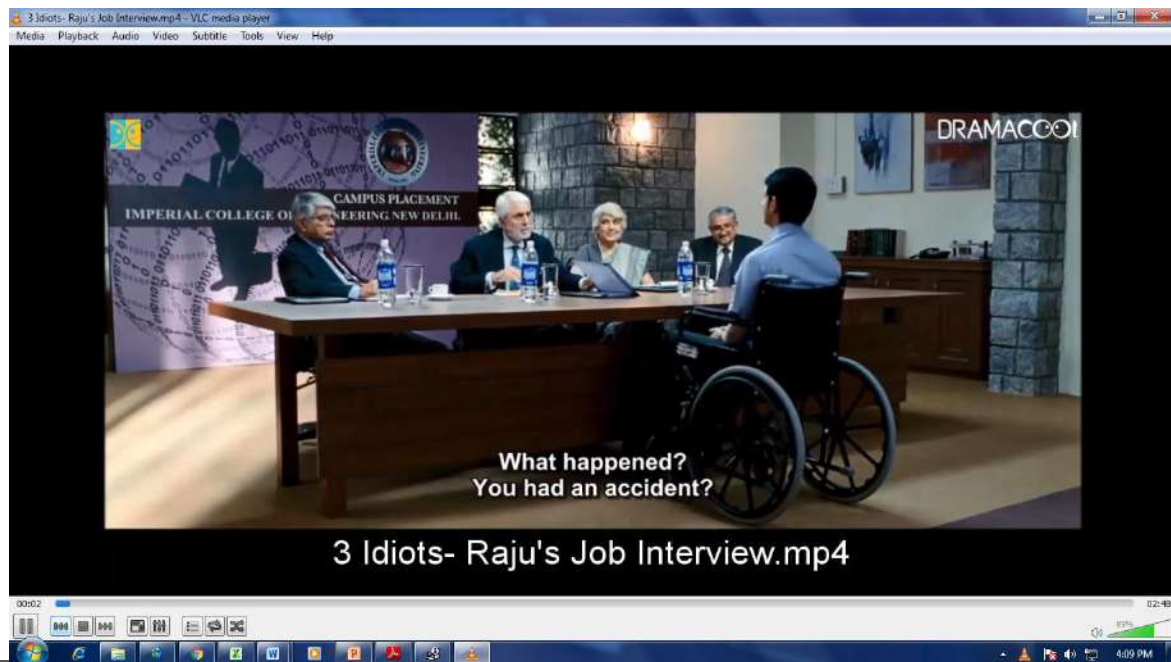 3 Idiots- Raju's Job Interview.mp4 - VLC media player
Media Playback Audio Video Subtitle Tools View Help
DRAMACOOL
CAMPUS PLACEMENT
IMPERIAL COLLEGE OF ENGINEERING NEW DELHI.
What happened?
You had an accident?
3 Idiots- Raju's Job Interview.mp4
00:02
02:48
89%
4:09 PM